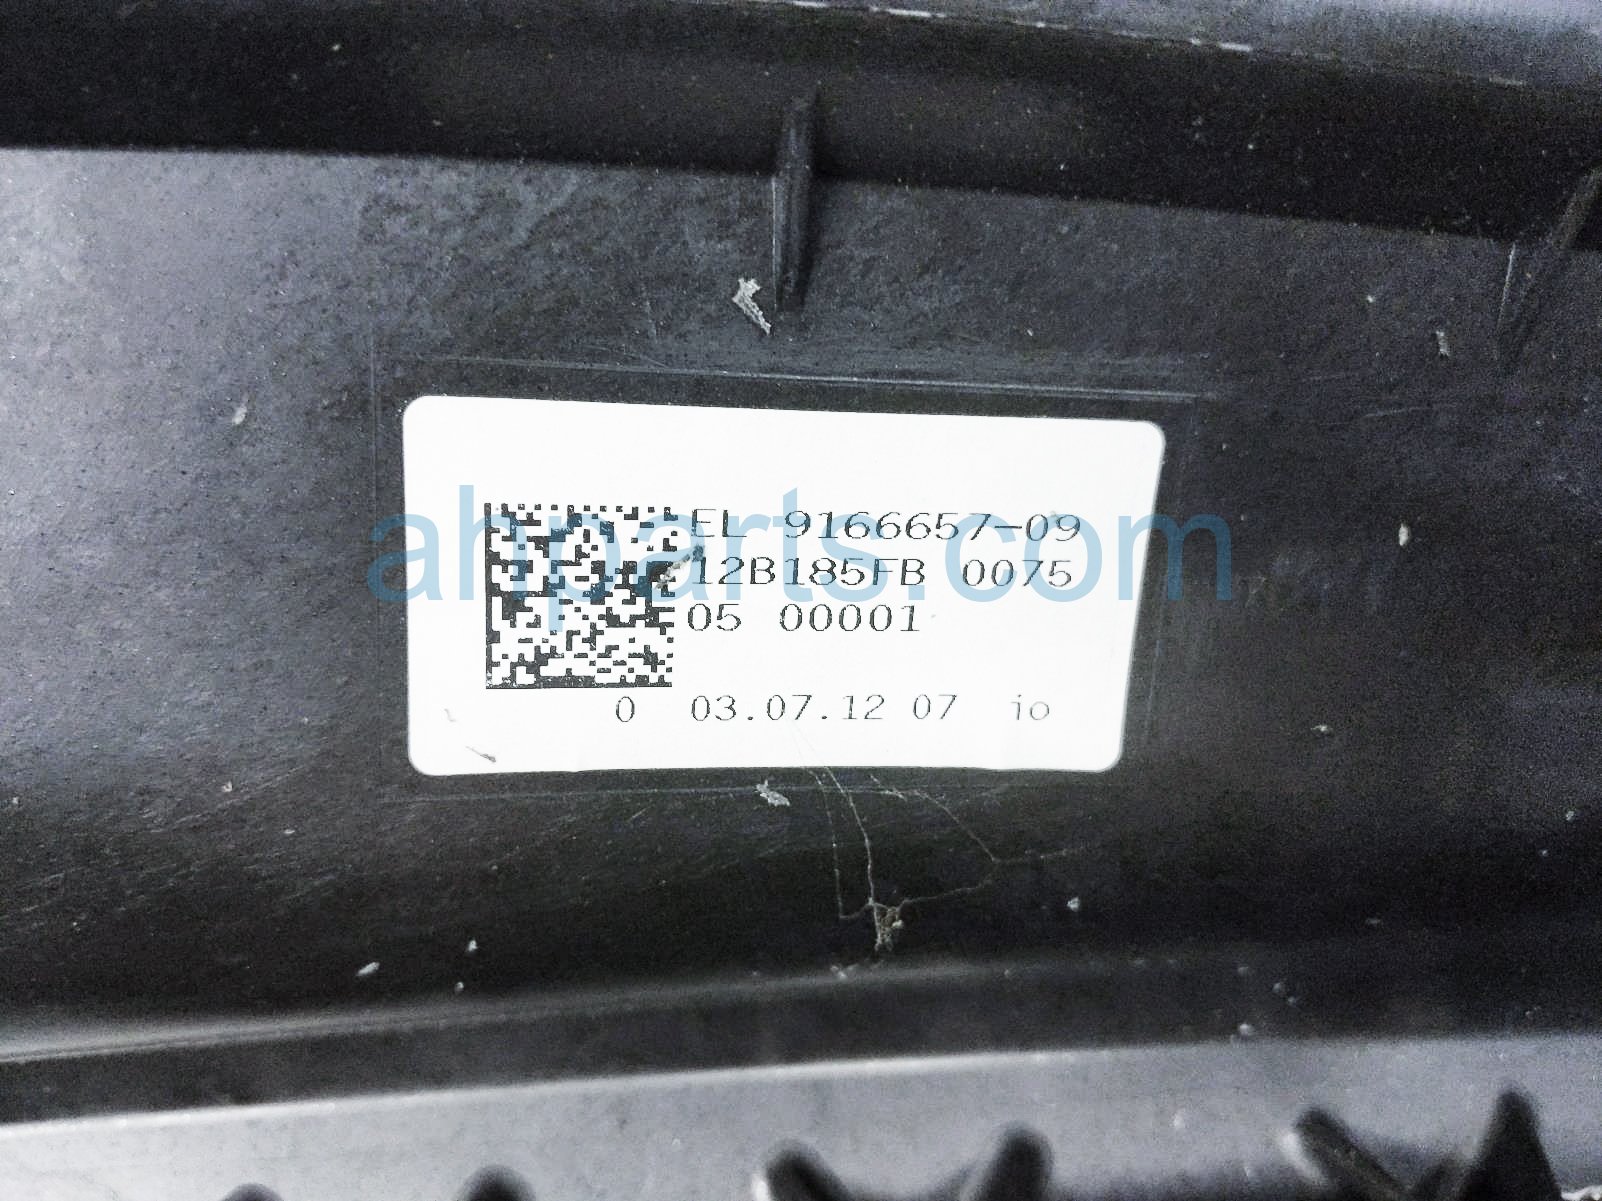 EL 9166657-09
12B185FB 0075
05 00001
0 03.07.12 07 io
ahparts.com